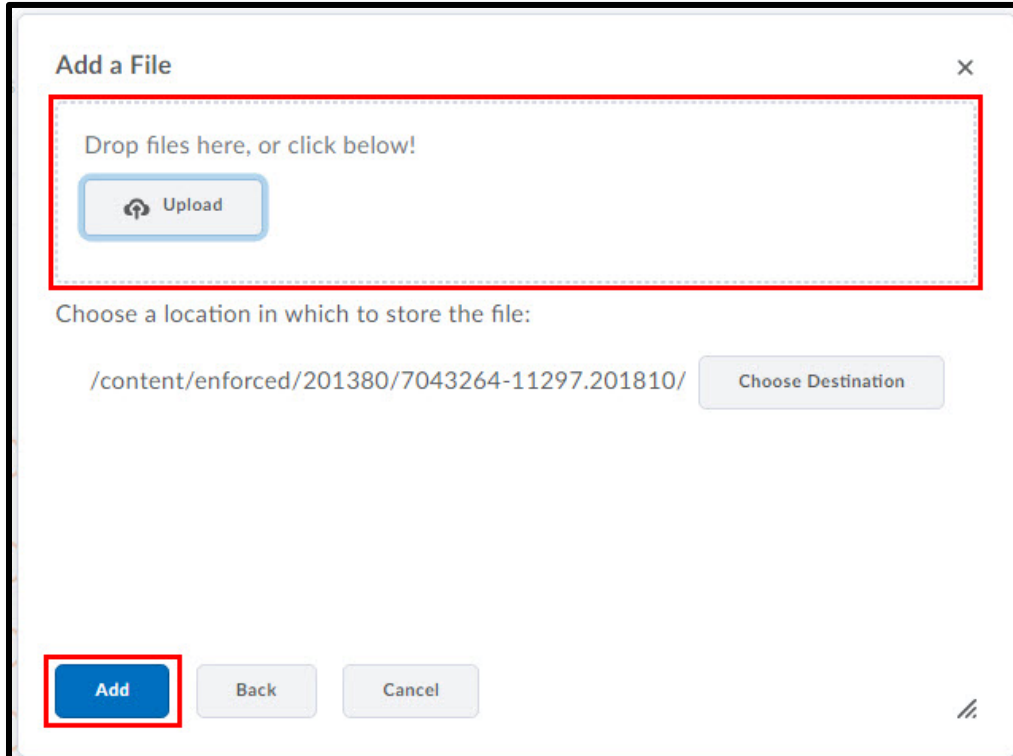 Add a File
Drop files here, or click below!
Upload
Choose a location in which to store the file:
/content/enforced/201380/7043264-11297.201810/ Choose Destination
Add Back Cancel